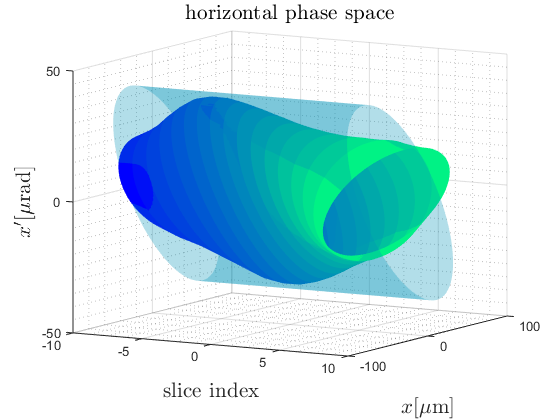 horizontal phase space
50
0
-50
x′[μrad]
-10
-5
0
5
10
slice index
-100
0
100
x[μm]